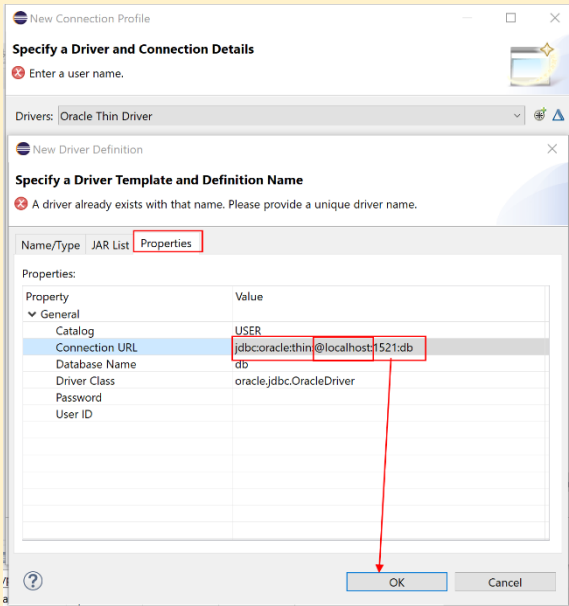 New Connection Profile
Specify a Driver and Connection Details
Enter a user name.
Drivers: Oracle Thin Driver
New Driver Definition
Specify a Driver Template and Definition Name
A driver already exists with that name. Please provide a unique driver name.
Name/Type JAR List Properties
Properties:
Property Value
General
Catalog USER
Connection URL jdbc:oracle:thin:@localhost:1521:db
Database Name db
Driver Class oracle.jdbc.OracleDriver
Password
User ID
OK Cancel